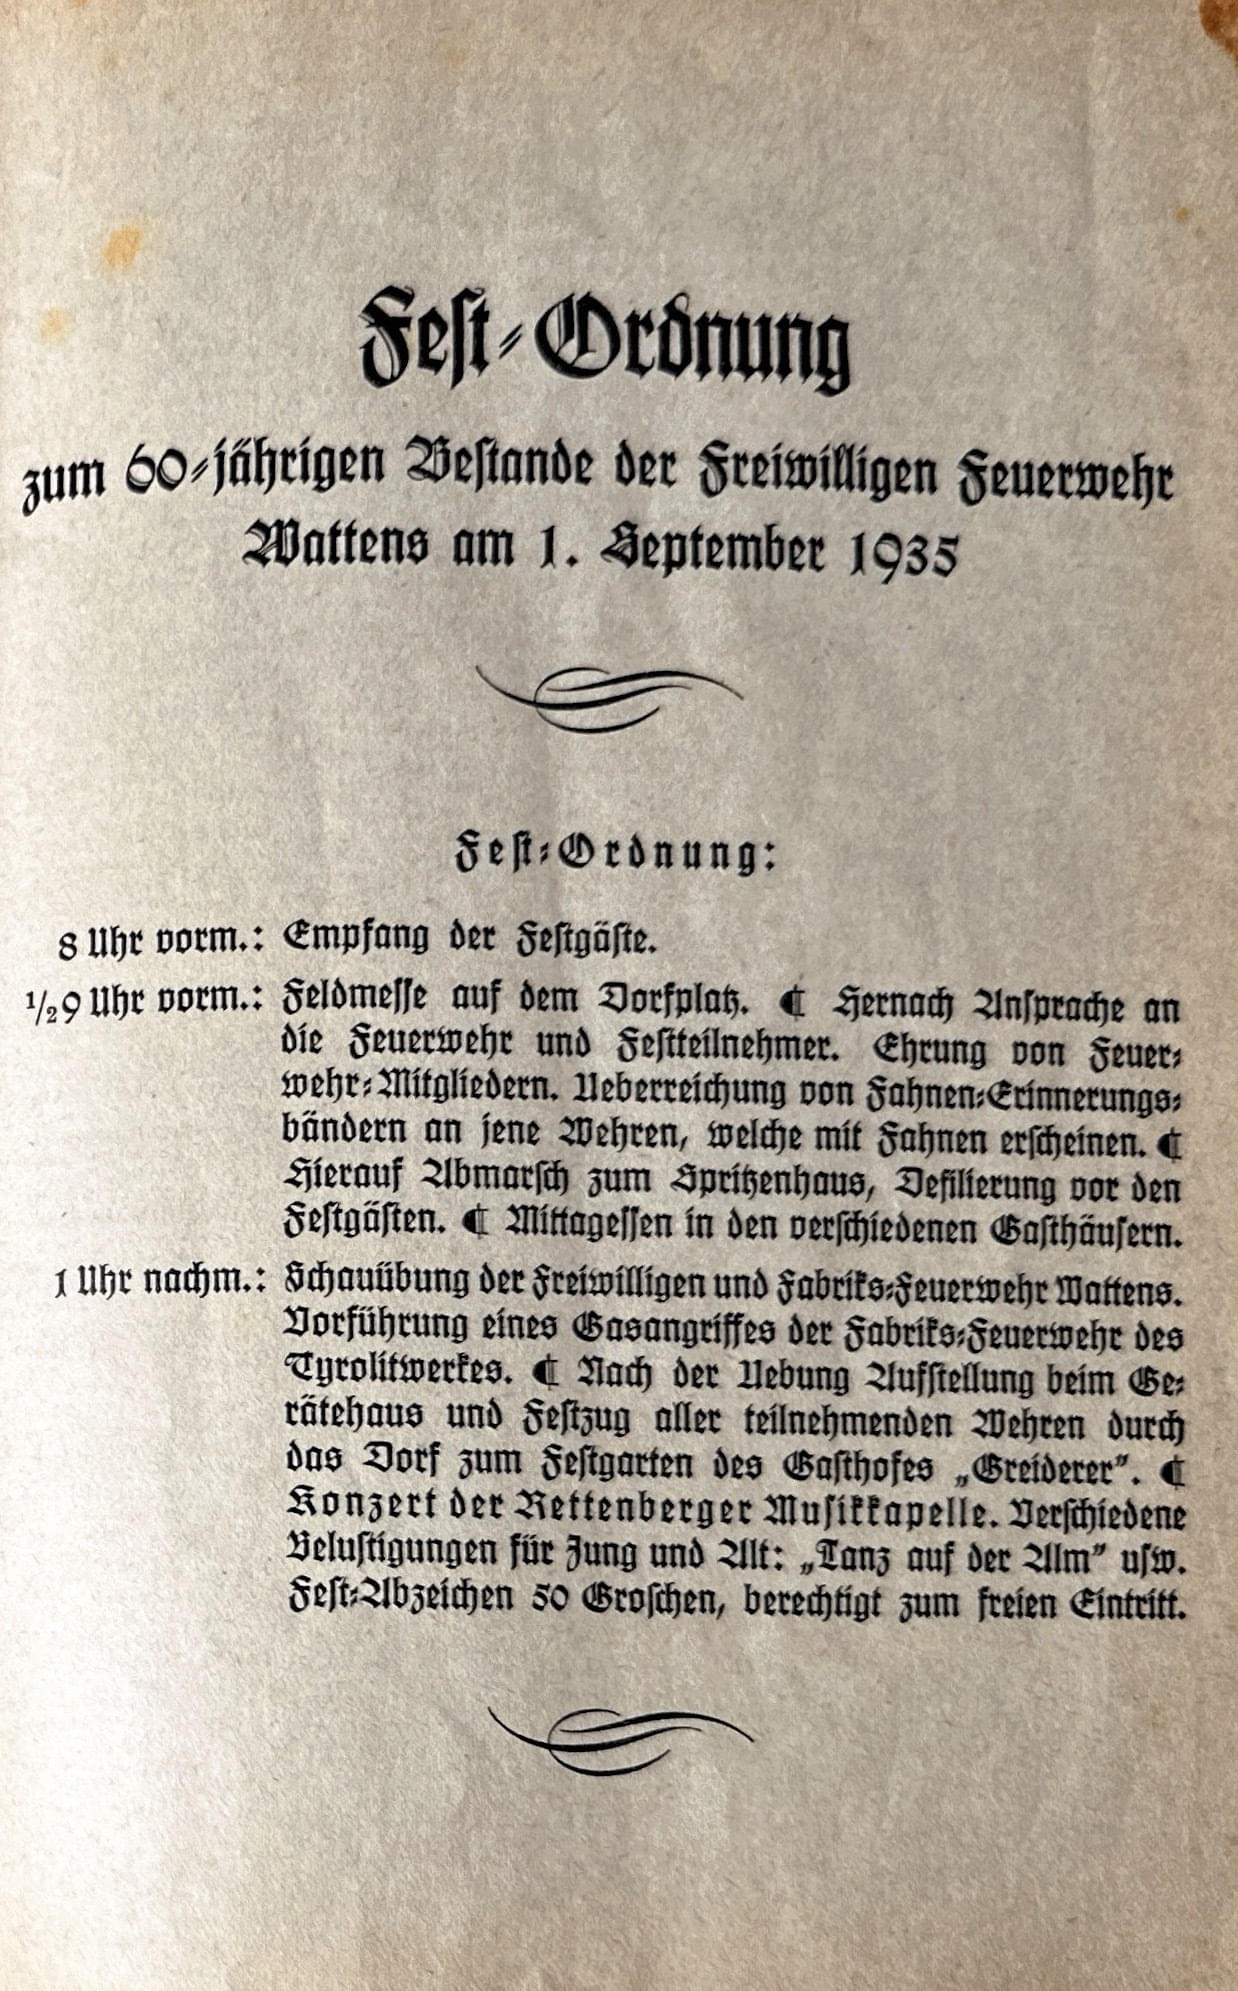 Fest-Ordnung
zum 60-jährigen Bestande der Freiwilligen Feuerwehr
Wattens am 1. September 1935
Fest-Ordnung:
8 Uhr vorm.: Empfang der Festgäste.
1/2 9 Uhr vorm.: Feldmesse auf dem Dorfplatz. ¶ Hernach Ansprache an
die Feuerwehr und Festteilnehmer. Ehrung von Feuer-
wehr-Mitgliedern. Ueberreichung von Fahnen-Erinnerungs-
bändern an jene Wehren, welche mit Fahnen erscheinen. ¶
Hierauf Abmarsch zum Spritzenhaus, Defilierung vor den
Festgästen. ¶ Mittagessen in den verschiedenen Gasthäusern.
1 Uhr nachm.: Schauübung der Freiwilligen und Fabriks-Feuerwehr Wattens.
Vorführung eines Gasangriffes der Fabriks-Feuerwehr des
Tyrolitwerkes. ¶ Nach der Uebung Aufstellung beim Ge-
rätehaus und Festzug aller teilnehmenden Wehren durch
das Dorf zum Festgarten des Gasthofes „Greiderer“. ¶
Konzert der Rettenberger Musikkapelle. Verschiedene
Belustigungen für Jung und Alt: „Tanz auf der Alm“ usw.
Fest-Abzeichen 50 Groschen, berechtigt zum freien Eintritt.